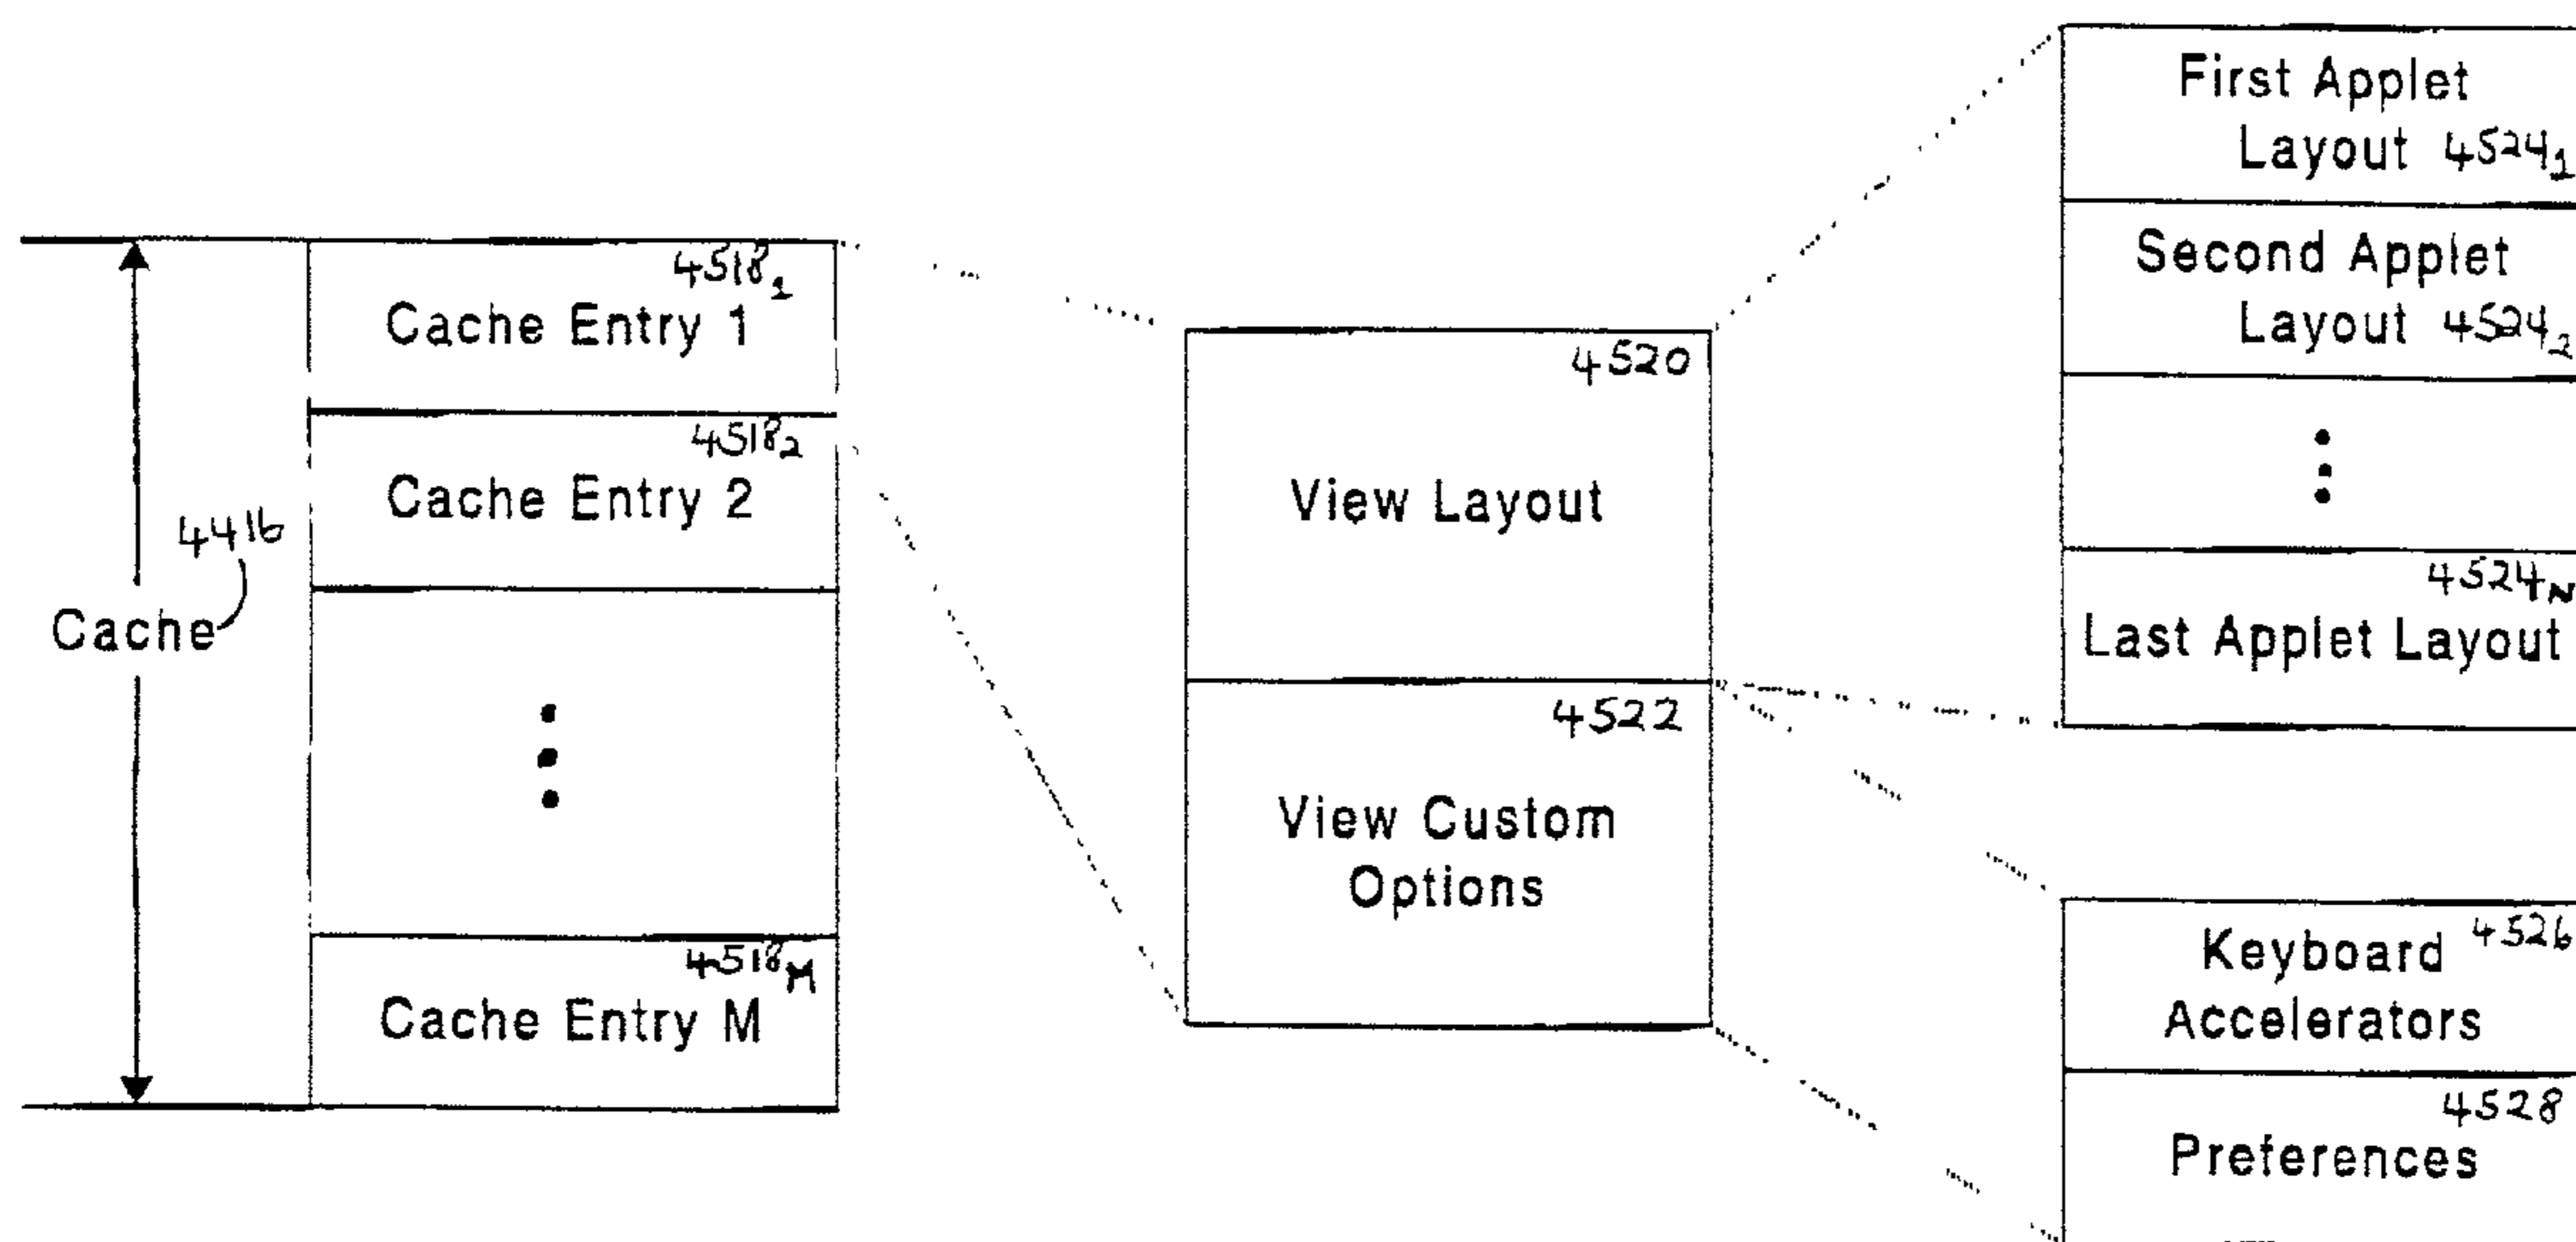 4518₁
Cache Entry 1
4518₂
Cache Entry 2
4416
Cache
4518M
Cache Entry M
4520
View Layout
4522
View Custom
Options
First Applet
Layout 4524₁
Second Applet
Layout 4524₂
4524N
Last Applet Layout
Keyboard 4526
Accelerators
4528
Preferences